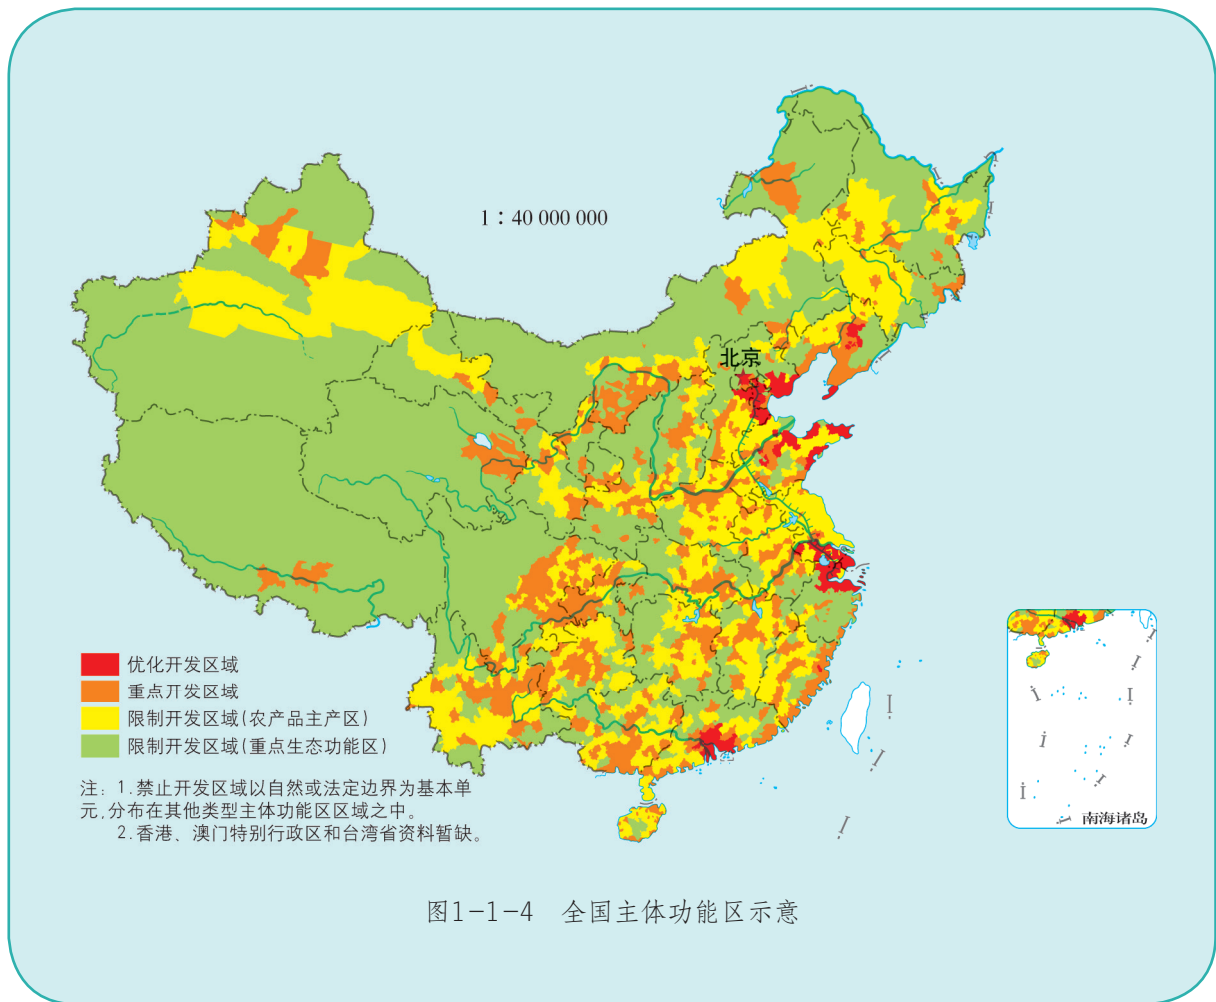 1：40 000 000
北京
优化开发区域
重点开发区域
限制开发区域(农产品主产区)
限制开发区域(重点生态功能区)
注：1.禁止开发区域以自然或法定边界为基本单
元,分布在其他类型主体功能区区域之中。
2.香港、澳门特别行政区和台湾省资料暂缺。
南海诸岛
图1-1-4 全国主体功能区示意